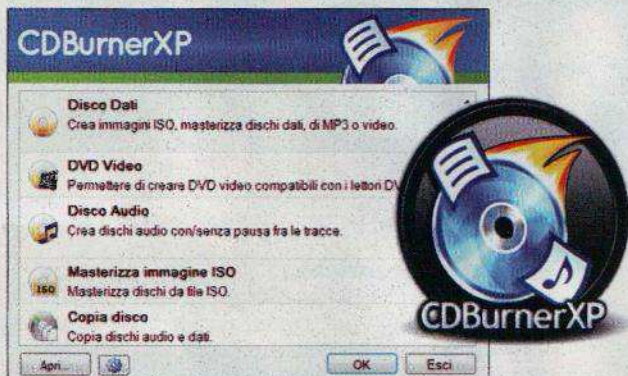 CDBurnerXP
Disco Dati
Crea immagini ISO, masterizza dischi dati, di MP3 o video.
DVD Video
Permettere di creare DVD video compatibili con i lettori DV
Disco Audio
Crea dischi audio con/senza pausa fra le tracce.
Masterizza immagine ISO
ISO
Masterizza dischi da file ISO.
Copia disco
Copia dischi audio e dati.
CDBurnerXP
Apri...
OK
Esci